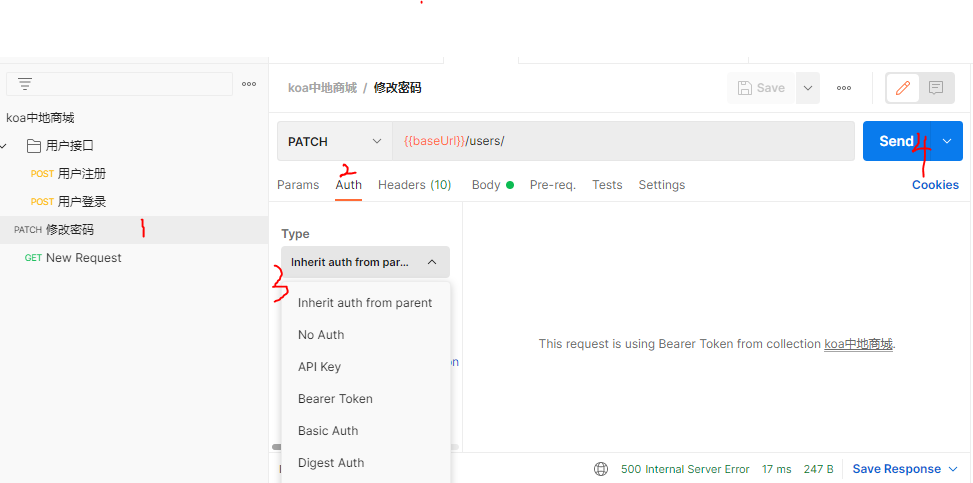 koa中地商城 / 修改密码
Save
koa中地商城
用户接口
POST 用户注册
POST 用户登录
PATCH 修改密码
1
GET New Request
PATCH
{{baseUrl}}/users/
Send
4
2
Params Auth Headers (10) Body Pre-req. Tests Settings
Cookies
Type
Inherit auth from par...
3
Inherit auth from parent
No Auth
API Key
Bearer Token
Basic Auth
Digest Auth
This request is using Bearer Token from collection koa中地商城.
500 Internal Server Error 17 ms 247 B Save Response